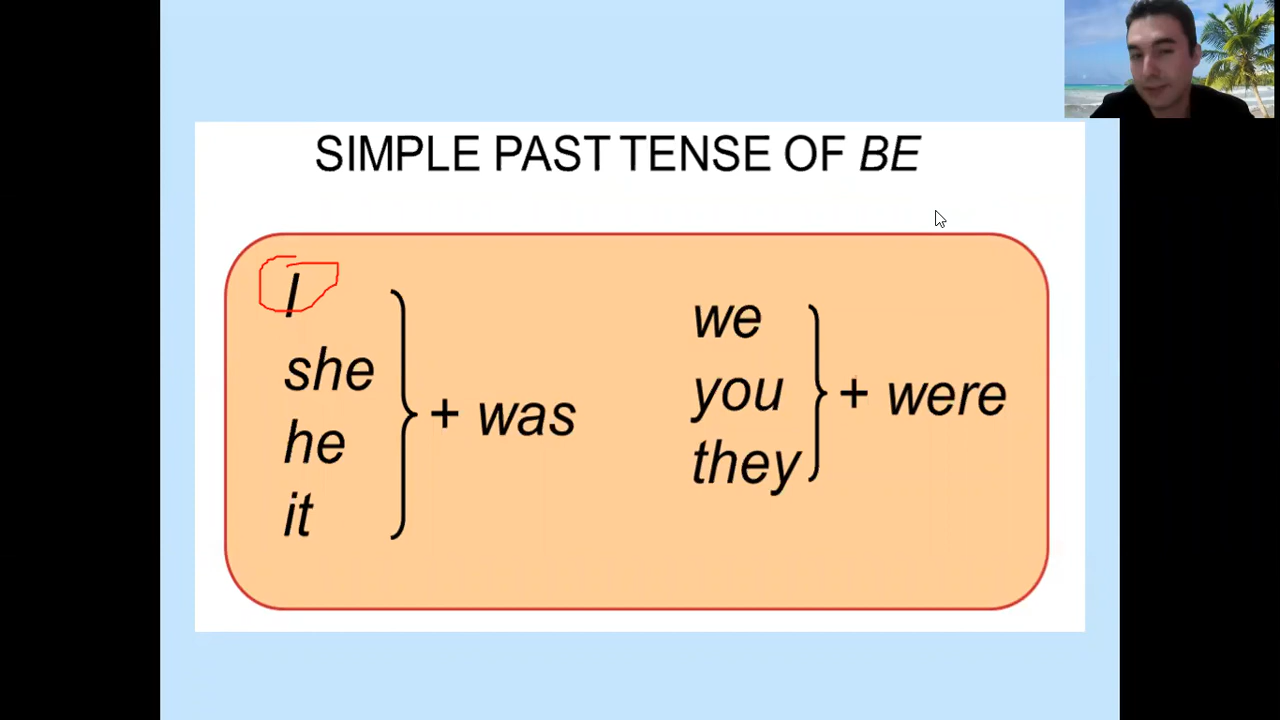 SIMPLE PAST TENSE OF BE
I
she
he
it
+ was
we
you
they
+ were